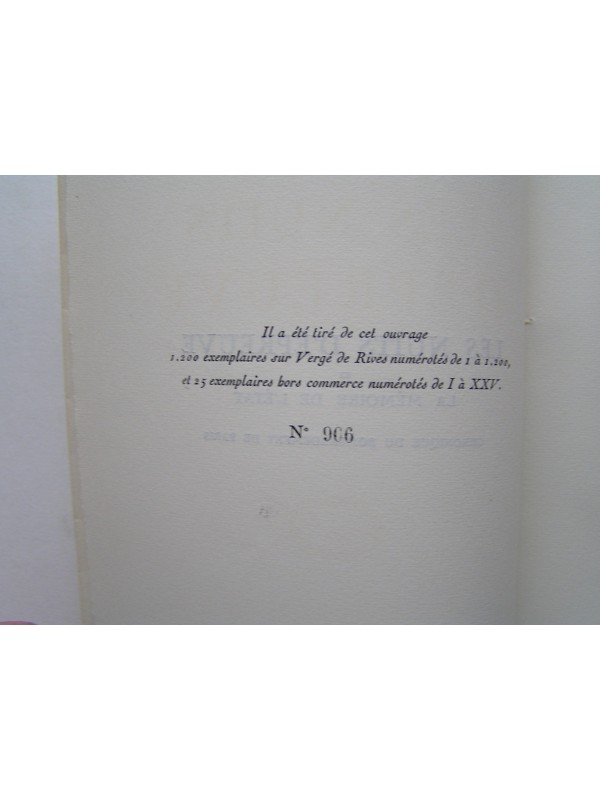 Il a été tiré de cet ouvrage
1.200 exemplaires sur Vergé de Rives numérotés de 1 à 1.200,
et 25 exemplaires hors commerce numérotés de I à XXV.
N° 906